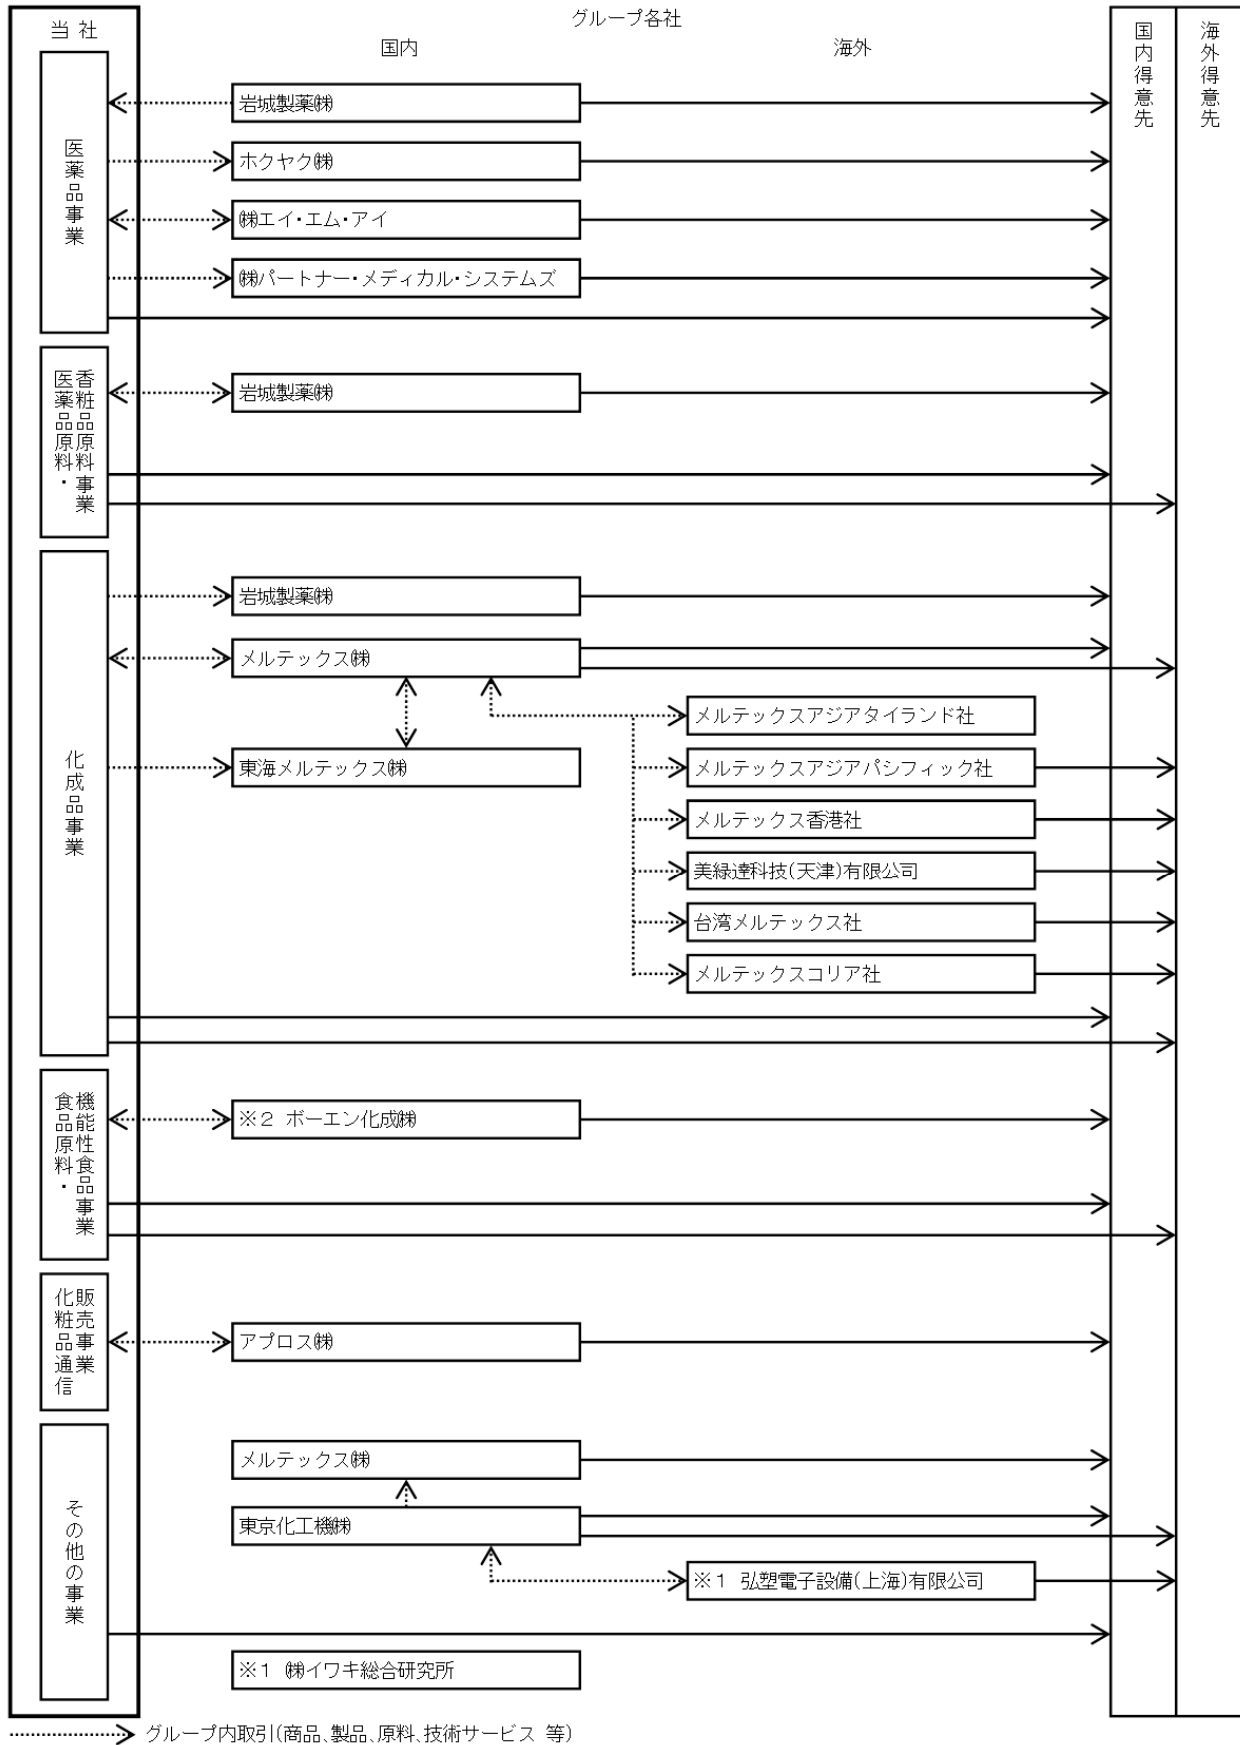 当社
グループ各社
国内
海外
国内得意先
海外得意先
医薬品事業
岩城製薬㈱
ホクヤク㈱
㈱エイ・エム・アイ
㈱パートナー・メディカル・システムズ
医薬品原料・
香粧品原料事業
岩城製薬㈱
化成品事業
岩城製薬㈱
メルテックス㈱
メルテックスアジアタイランド社
東海メルテックス㈱
メルテックスアジアパシフィック社
メルテックス香港社
美緑達科技(天津)有限公司
台湾メルテックス社
メルテックスコリア社
食品原料・
機能性食品事業
※2 ボーエン化成㈱
化粧品通信
販売事業
アプロス㈱
その他の事業
メルテックス㈱
東京化工機㈱
※1 弘塑電子設備(上海)有限公司
※1 ㈱イワキ総合研究所
グループ内取引(商品、製品、原料、技術サービス 等)